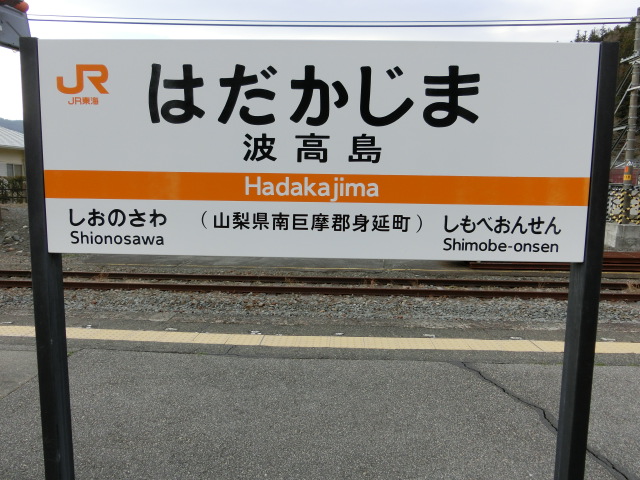 JR
JR東海
はだかじま
波高島
Hadakajima
しおのさわ
Shionosawa
（山梨県南巨摩郡身延町）
しもべおんせん
Shimobe-onsen